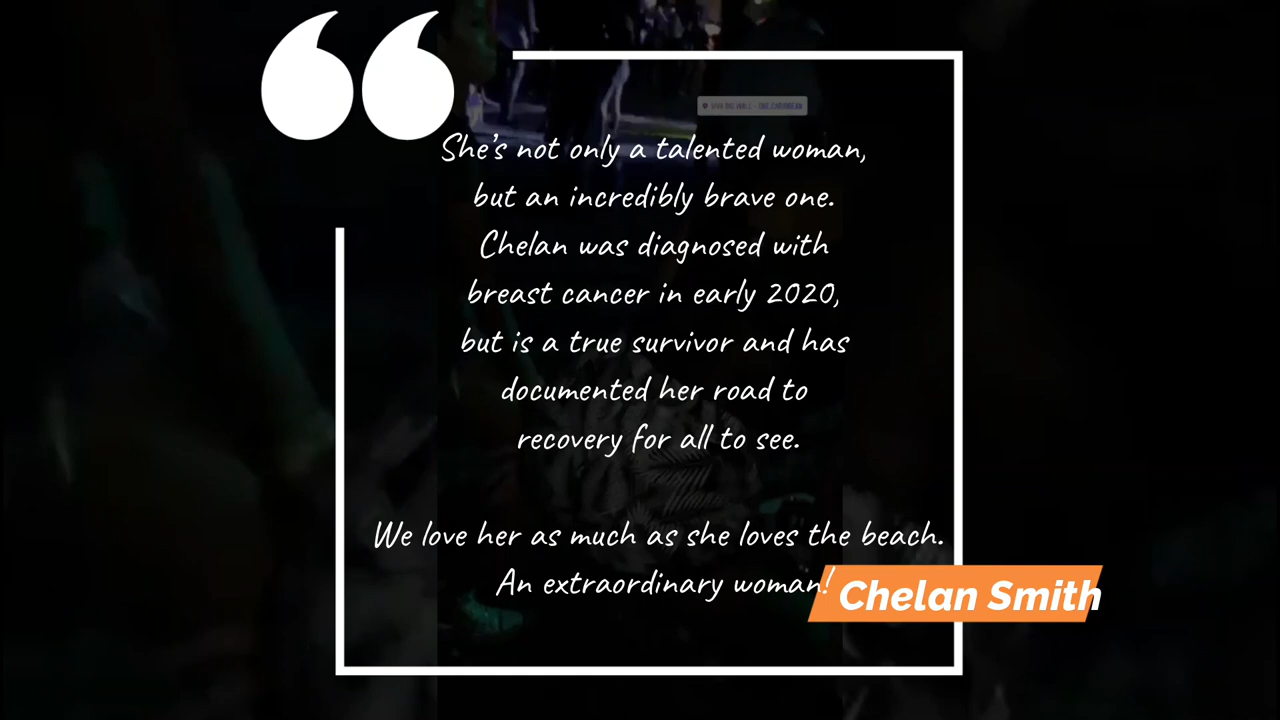 She's not only a talented woman,
but an incredibly brave one.
Chelan was diagnosed with
breast cancer in early 2020,
but is a true survivor and has
documented her road to
recovery for all to see.
We love her as much as she loves the beach.
An extraordinary woman!
Chelan Smith